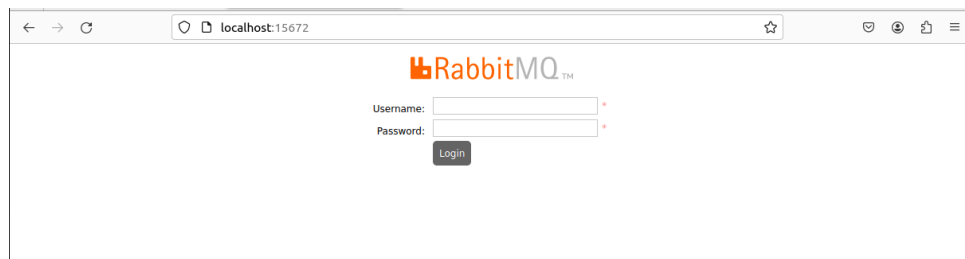 localhost:15672
RabbitMQ TM
Username: *
Password: *
Login